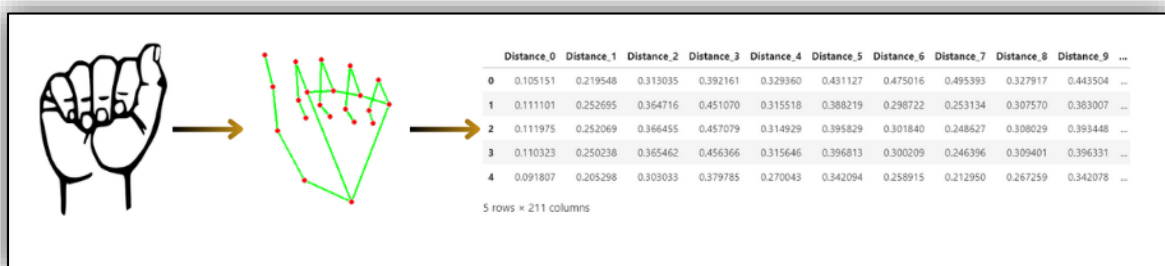 Distance_0 Distance_1 Distance_2 Distance_3 Distance_4 Distance_5 Distance_6 Distance_7 Distance_8 Distance_9 ...
0 0.105151 0.219548 0.313035 0.392161 0.329360 0.431127 0.475016 0.495393 0.327917 0.443504 ...
1 0.111101 0.252695 0.364716 0.451070 0.315518 0.388219 0.298722 0.253134 0.307570 0.383007 ...
2 0.111975 0.252069 0.366455 0.457079 0.314929 0.395829 0.301840 0.248627 0.308029 0.393448 ...
3 0.110323 0.250238 0.365462 0.456366 0.315646 0.396813 0.300209 0.246396 0.309401 0.396331 ...
4 0.091807 0.205298 0.303033 0.379785 0.270043 0.342094 0.258915 0.212950 0.267259 0.342078 ...
5 rows × 211 columns